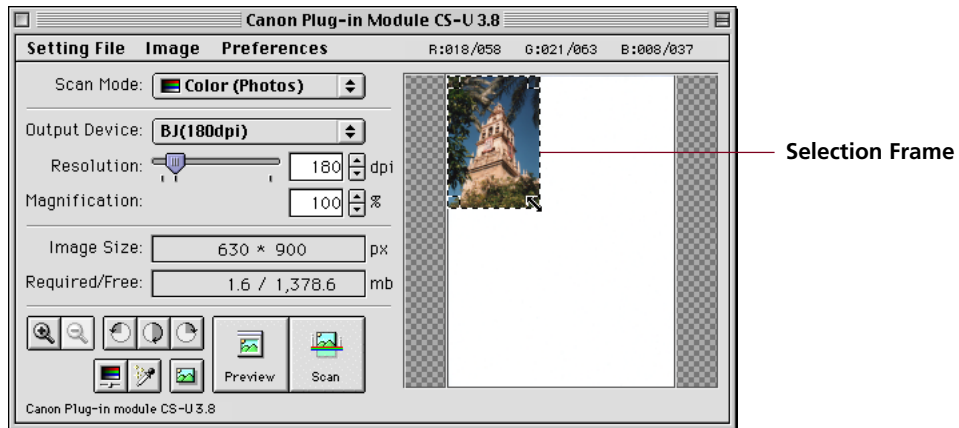 Canon Plug-in Module CS-U 3.8
Setting File Image Preferences R:018/058 G:021/063 B:008/037
Scan Mode: Color (Photos)
Output Device: BJ(180dpi)
Resolution: 180 dpi
Magnification: 100 %
Image Size: 630 * 900 px
Required/Free: 1.6 / 1,378.6 mb
Preview Scan
Canon Plug-in module CS-U 3.8
Selection Frame